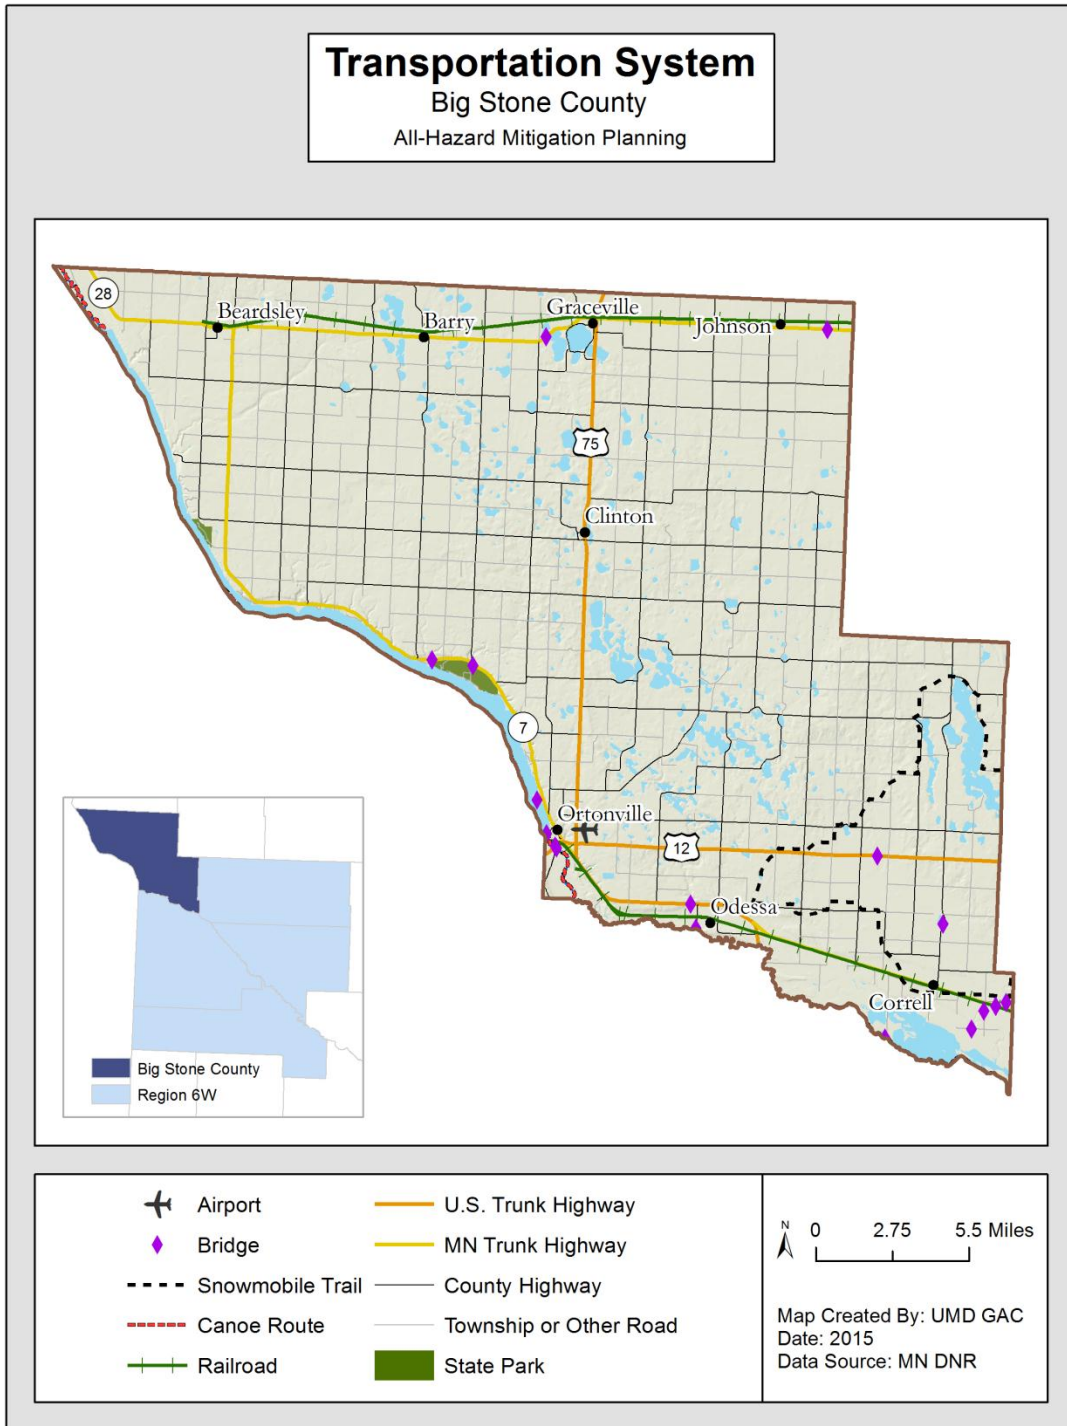 Transportation System
Big Stone County
All-Hazard Mitigation Planning
28
Beardsley
Barry
Graceville
Johnson
75
Clinton
7
Ortonville
12
Odessa
Correll
Big Stone County
Region 6W
Airport
Bridge
Snowmobile Trail
Canoe Route
Railroad
U.S. Trunk Highway
MN Trunk Highway
County Highway
Township or Other Road
State Park
N
0 2.75 5.5 Miles
Map Created By: UMD GAC
Date: 2015
Data Source: MN DNR